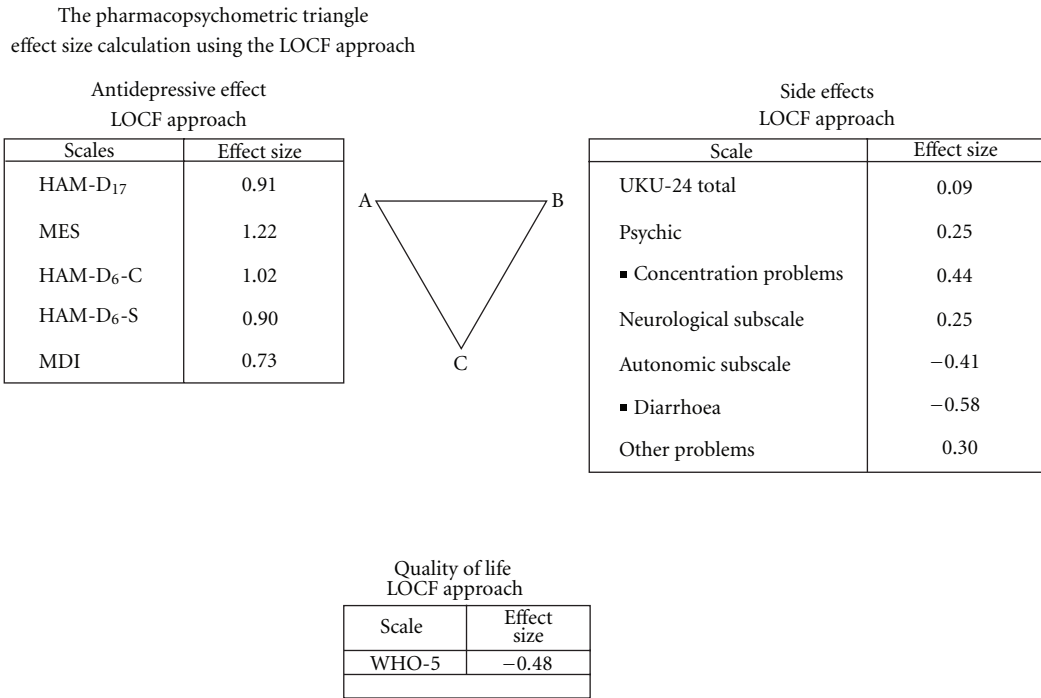 The pharmacopsychometric triangle
effect size calculation using the LOCF approach
Antidepressive effect
LOCF approach
Scales Effect size
HAM-D₁₇ 0.91
MES 1.22
HAM-D₆-C 1.02
HAM-D₆-S 0.90
MDI 0.73
A
B
C
Side effects
LOCF approach
Scale Effect size
UKU-24 total 0.09
Psychic 0.25
▪ Concentration problems 0.44
Neurological subscale 0.25
Autonomic subscale −0.41
▪ Diarrhoea −0.58
Other problems 0.30
Quality of life
LOCF approach
Scale Effect
size
WHO-5 −0.48